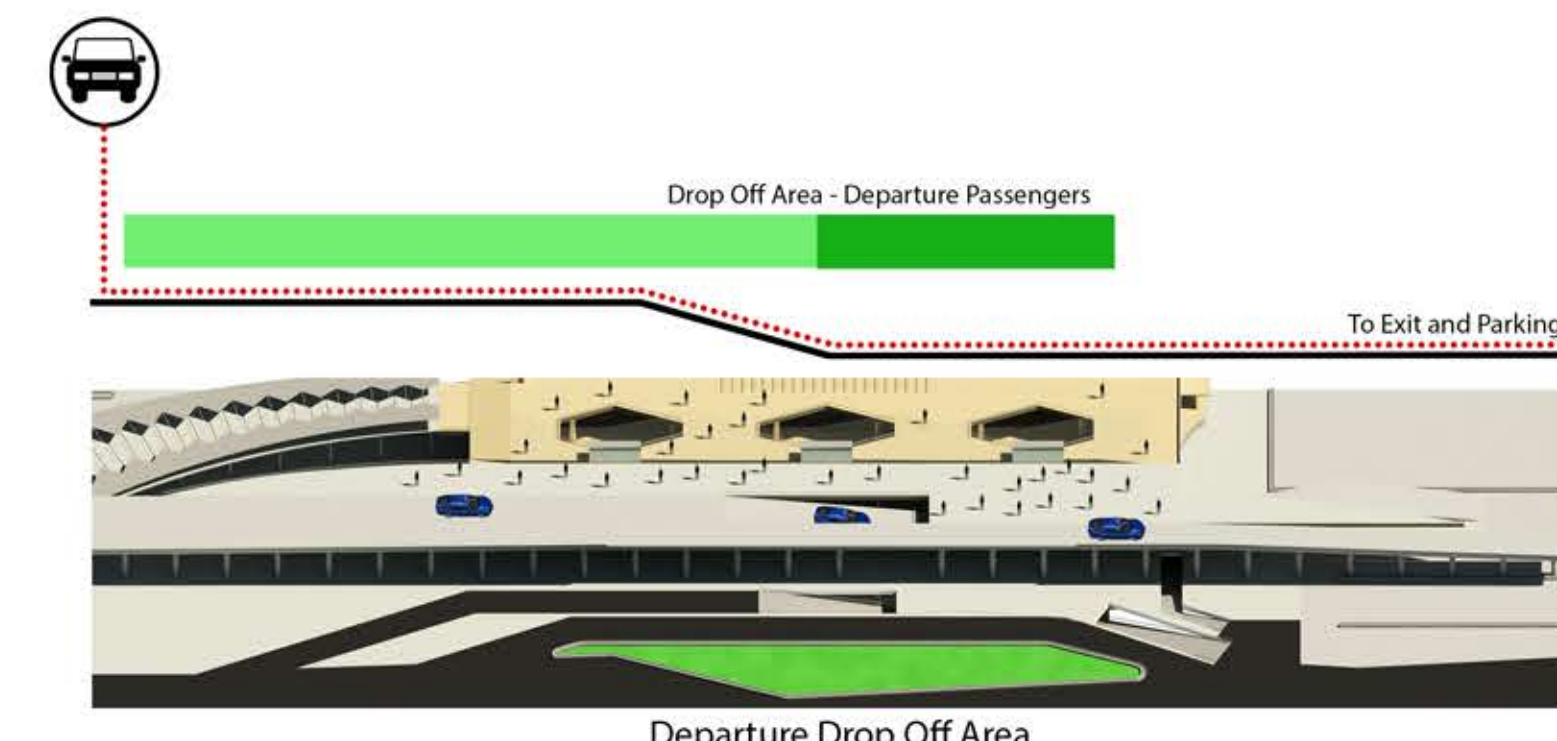 Drop Off Area - Departure Passengers
To Exit and Parking
Departure Drop Off Area